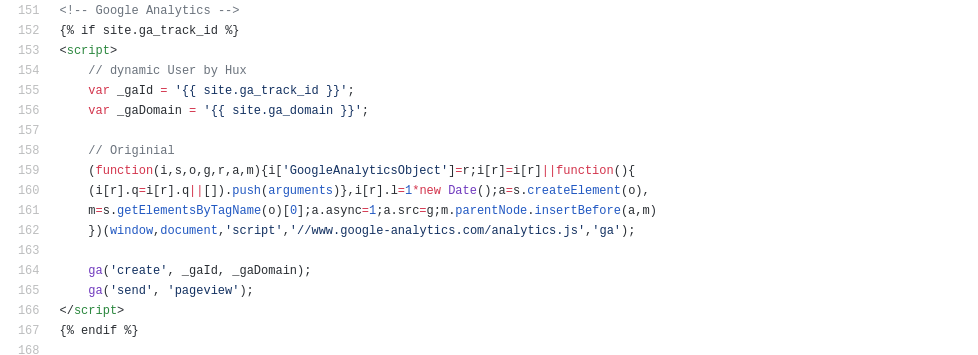 151 <!-- Google Analytics -->
152 {% if site.ga_track_id %}
153 <script>
154     // dynamic User by Hux
155     var _gaId = '{{ site.ga_track_id }}';
156     var _gaDomain = '{{ site.ga_domain }}';
157
158     // Originial
159     (function(i,s,o,g,r,a,m){i['GoogleAnalyticsObject']=r;i[r]=i[r]||function(){
160     (i[r].q=i[r].q||[]).push(arguments)},i[r].l=1*new Date();a=s.createElement(o),
161     m=s.getElementsByTagName(o)[0];a.async=1;a.src=g;m.parentNode.insertBefore(a,m)
162     })(window,document,'script','//www.google-analytics.com/analytics.js','ga');
163
164     ga('create', _gaId, _gaDomain);
165     ga('send', 'pageview');
166 </script>
167 {% endif %}
168